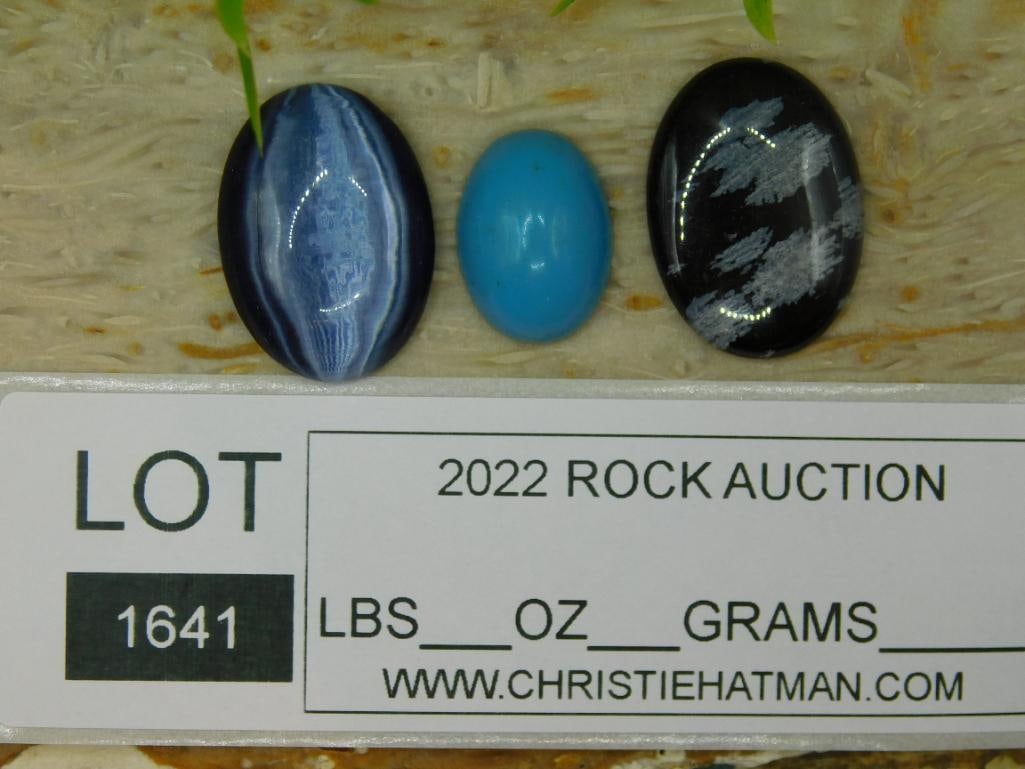 LOT
1641
2022 ROCK AUCTION
LBS___OZ___GRAMS_____
WWW.CHRISTIEHATMAN.COM